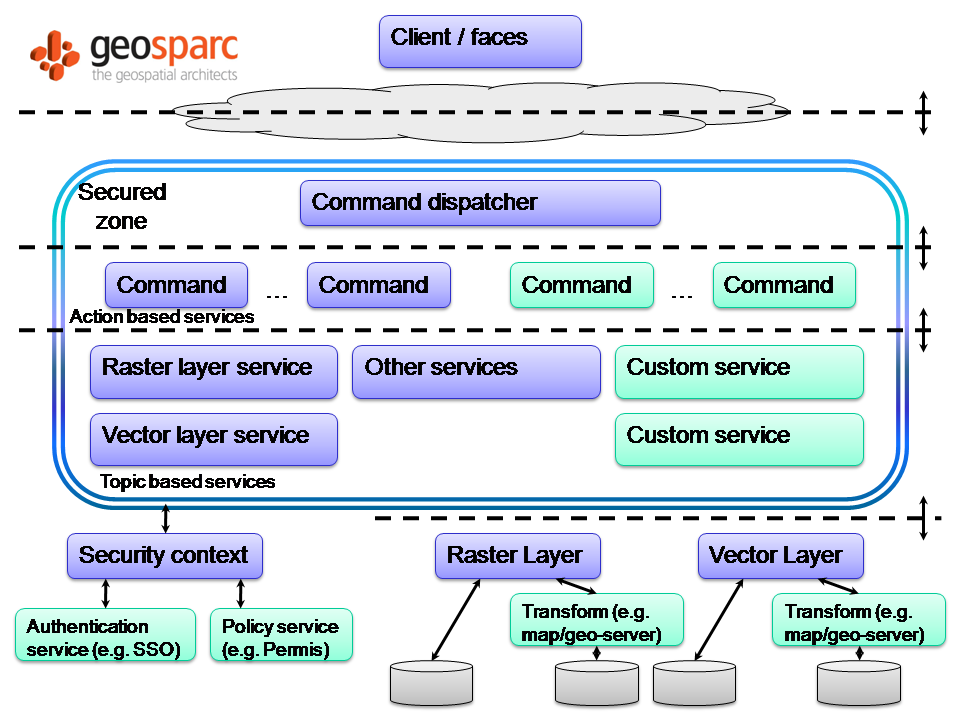 geosparc
the geospatial architects
Client / faces
Secured
zone
Command dispatcher
Command
...
Command
Command
...
Command
Action based services
Raster layer service
Other services
Custom service
Vector layer service
Custom service
Topic based services
Security context
Raster Layer
Vector Layer
Authentication
service (e.g. SSO)
Policy service
(e.g. Permis)
Transform (e.g.
map/geo-server)
Transform (e.g.
map/geo-server)